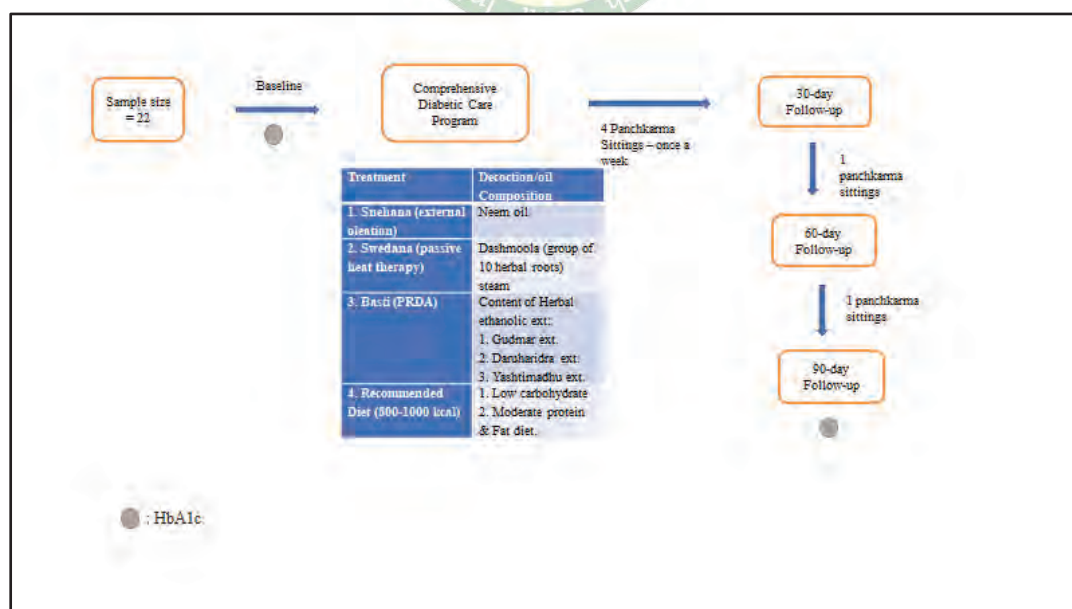 Sample size
= 22
Baseline
Comprehensive
Diabetic Care
Program
4 Panchkarma
Sittings – once a
week
30-day
Follow-up
1
panchkarma
sittings
60-day
Follow-up
1 panchkarma
sittings
90-day
Follow-up
Treatment
Decoction/oil
Composition
1. Snehana (external
oleation)
Neem oil
2. Swedana (passive
heat therapy)
Dashmoola (group of
10 herbal roots)
steam
3. Basti (PRDA)
Content of Herbal
ethanolic ext:
1. Gudmar ext.
2. Daruharidra ext.
3. Yashtimadhu ext.
4. Recommended
Diet (800-1000 kcal)
1. Low carbohydrate
2. Moderate protein
& Fat diet.
: HbA1c